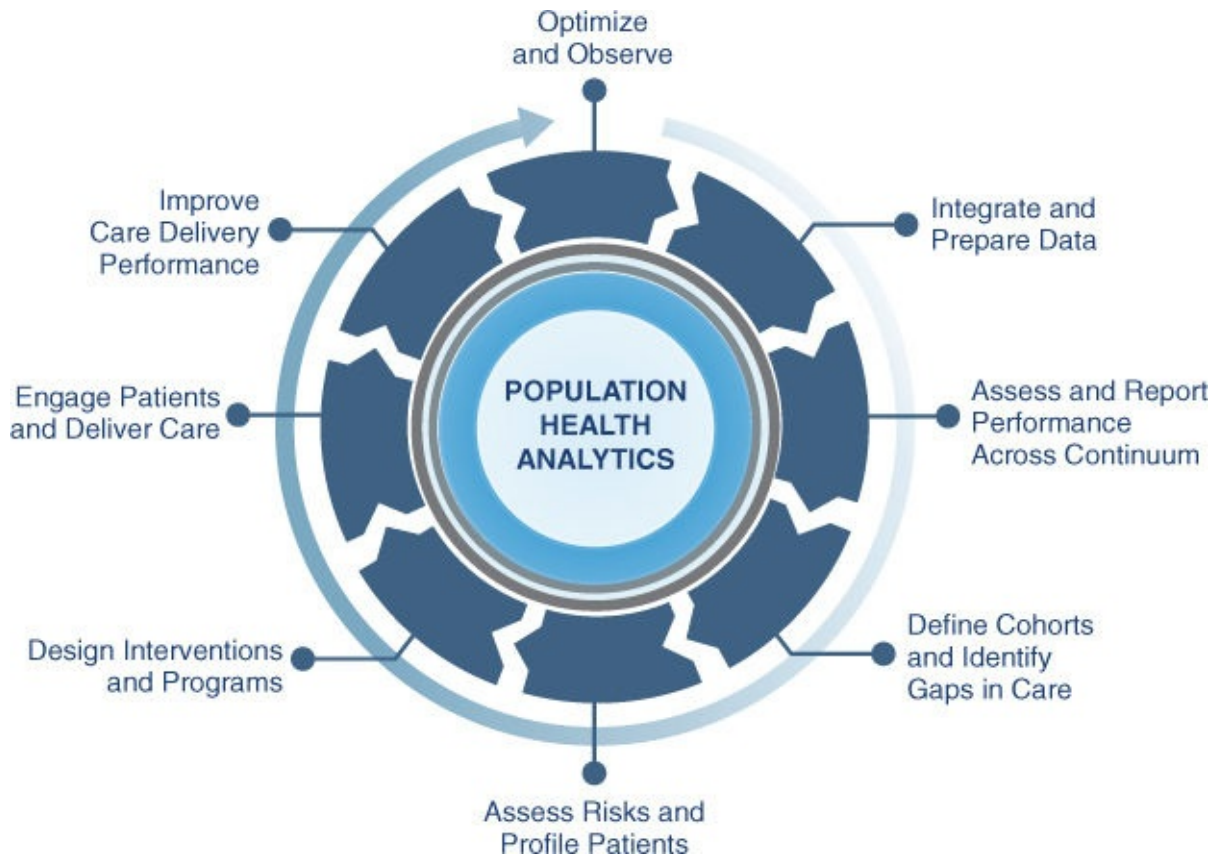 Optimize
and Observe
Integrate and
Prepare Data
Assess and Report
Performance
Across Continuum
Define Cohorts
and Identify
Gaps in Care
Assess Risks and
Profile Patients
Design Interventions
and Programs
Engage Patients
and Deliver Care
Improve
Care Delivery
Performance
POPULATION
HEALTH
ANALYTICS